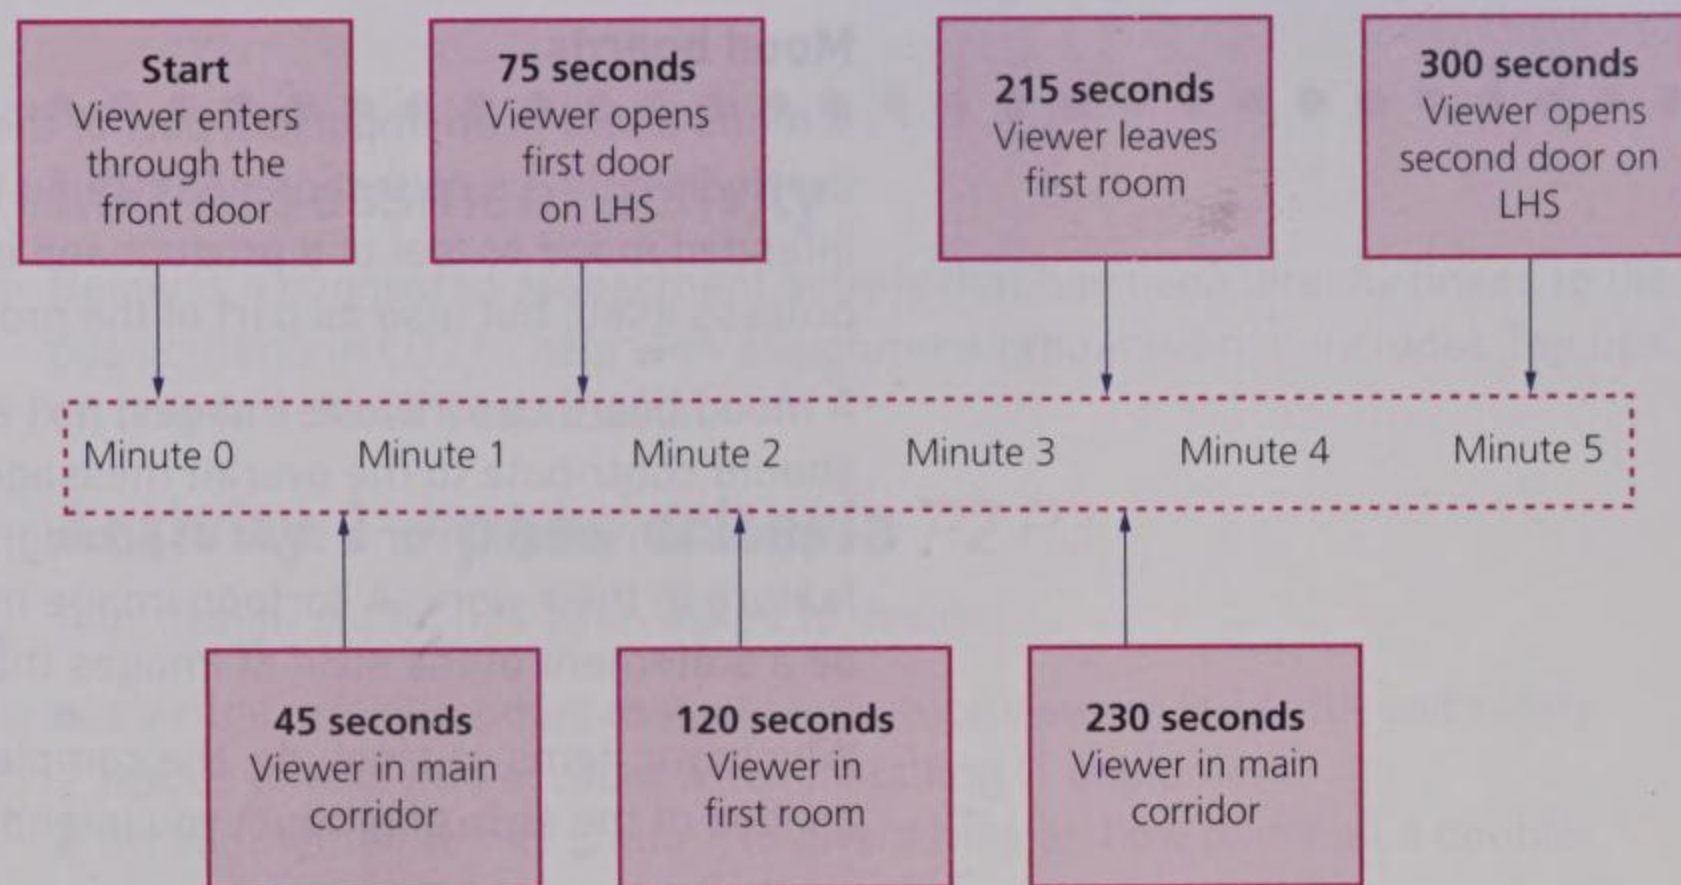 Start
Viewer enters
through the
front door
75 seconds
Viewer opens
first door
on LHS
215 seconds
Viewer leaves
first room
300 seconds
Viewer opens
second door on
LHS
Minute 0 Minute 1 Minute 2 Minute 3 Minute 4 Minute 5
45 seconds
Viewer in main
corridor
120 seconds
Viewer in
first room
230 seconds
Viewer in main
corridor